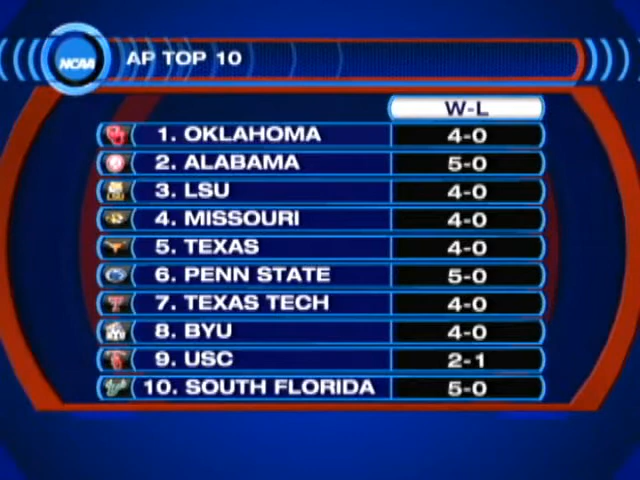 NCAA
AP TOP 10
W-L
1. OKLAHOMA 4-0
2. ALABAMA 5-0
3. LSU 4-0
4. MISSOURI 4-0
5. TEXAS 4-0
6. PENN STATE 5-0
7. TEXAS TECH 4-0
8. BYU 4-0
9. USC 2-1
10. SOUTH FLORIDA 5-0